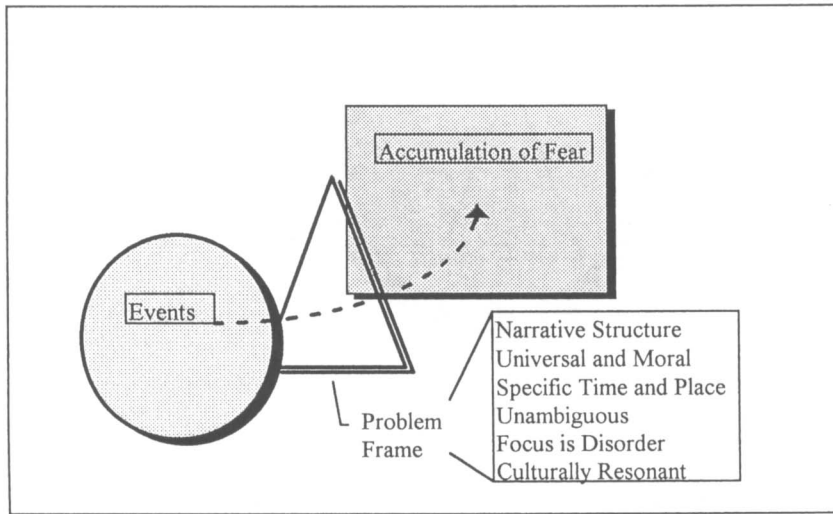 Accumulation of Fear
Events
Problem
Frame
Narrative Structure
Universal and Moral
Specific Time and Place
Unambiguous
Focus is Disorder
Culturally Resonant